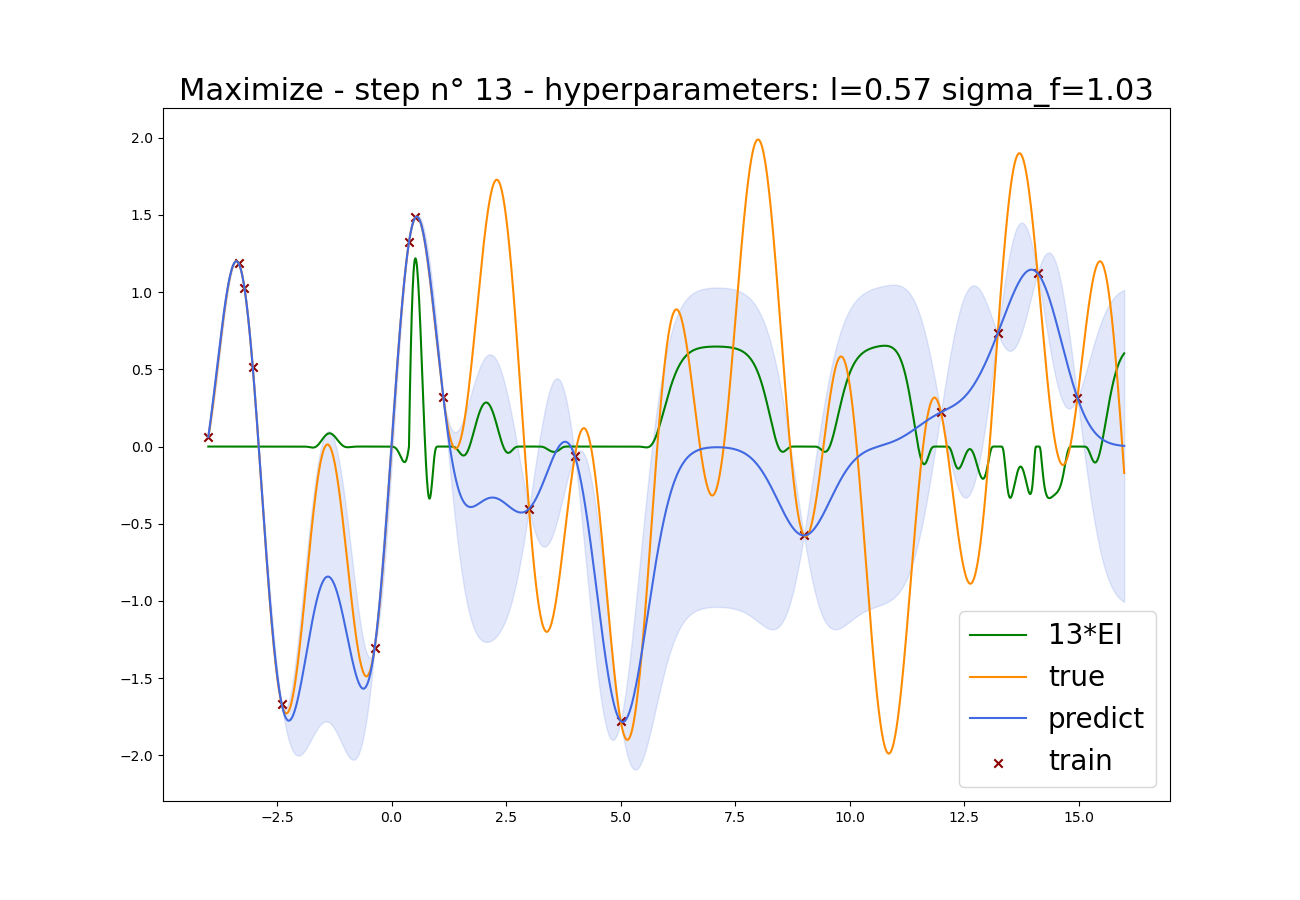 Maximize - step n° 13 - hyperparameters: l=0.57 sigma_f=1.03
2.0
1.5
1.0
0.5
0.0
−0.5
−1.0
−1.5
−2.0
−2.5 0.0 2.5 5.0 7.5 10.0 12.5 15.0
13*EI
true
predict
train